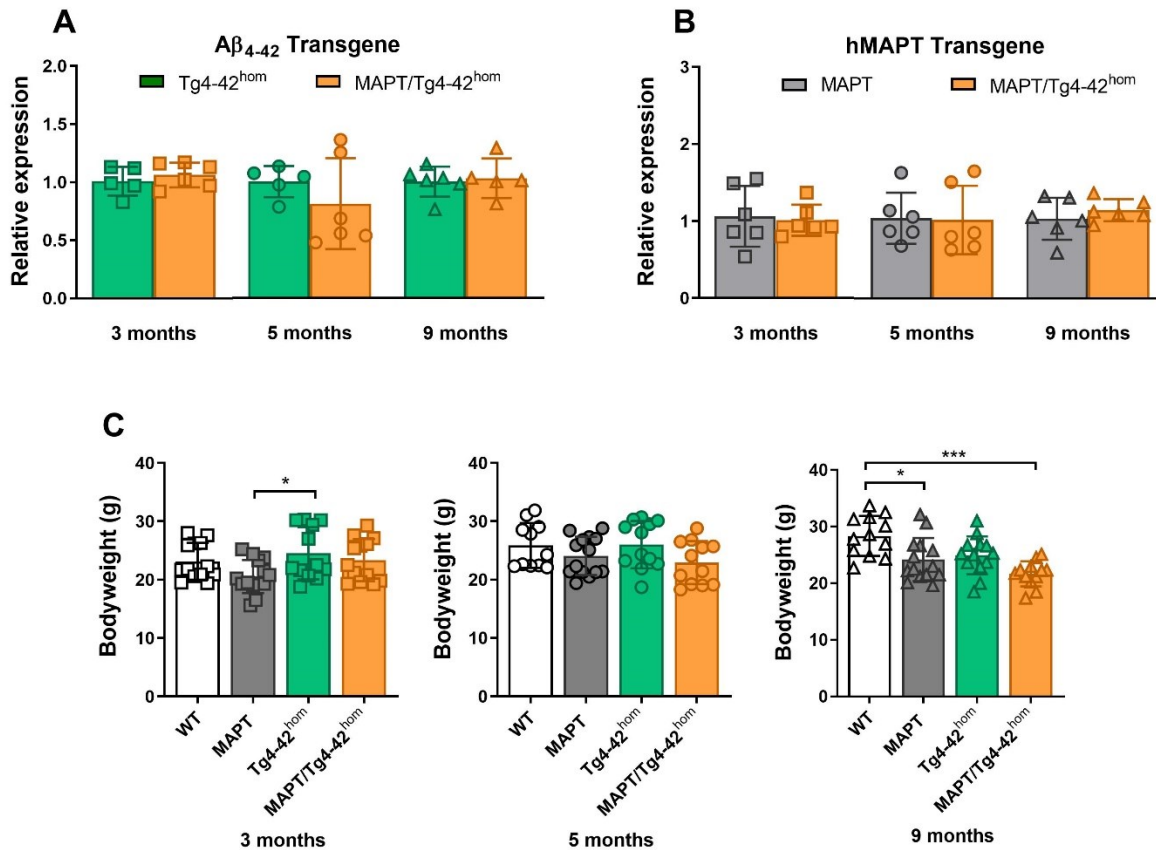 A
Aβ4-42 Transgene
Tg4-42hom
MAPT/Tg4-42hom
Relative expression
2.0
1.5
1.0
0.5
0.0
3 months
5 months
9 months
B
hMAPT Transgene
MAPT
MAPT/Tg4-42hom
Relative expression
3
2
1
0
3 months
5 months
9 months
C
Bodyweight (g)
40
30
20
10
0
*
WT
MAPT
Tg4-42hom
MAPT/Tg4-42hom
3 months
Bodyweight (g)
40
30
20
10
0
WT
MAPT
Tg4-42hom
MAPT/Tg4-42hom
5 months
Bodyweight (g)
40
30
20
10
0
***
*
WT
MAPT
Tg4-42hom
MAPT/Tg4-42hom
9 months